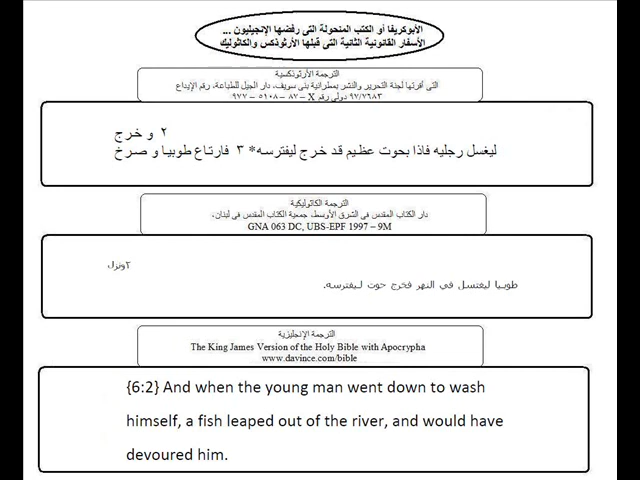 الأبوكريفا أو الكتب المنحولة التى رفضها الإنجيليون ...
الأسفار القانونية الثانية التى قبلها الأرثوذكس والكاثوليك
الترجمة الأرثوذكسية
التى أقرتها لجنة التحرير والنشر بمطرانية بنى سويف، دار الجيل للطباعة، رقم الإيداع
٩٧/٧٦٨٣ دولى رقم X – ٨٧ – ٥١٠٨ – ٩٧٧
٢ و خرج
ليغسل رجليه فاذا بحوت عظيم قد خرج ليفترسه* ٣ فارتاع طوبيا و صرخ
الترجمة الكاثوليكية
دار الكتاب المقدس فى الشرق الأوسط، جمعية الكتاب المقدس فى لبنان،
GNA 063 DC, UBS-EPF 1997 – 9M
٢ونزل
طوبيا ليغتسل في النهر فخرج حوت ليفترسه.
الترجمة الإنجليزية
The King James Version of the Holy Bible with Apocrypha
www.davince.com/bible
{6:2} And when the young man went down to wash
himself, a fish leaped out of the river, and would have
devoured him.